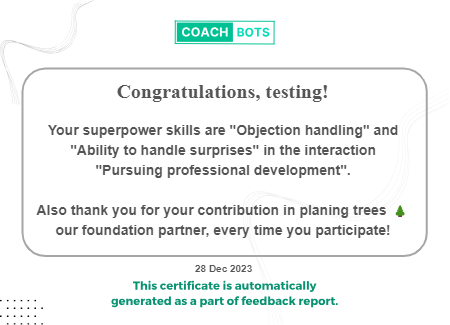 COACH BOTS
Congratulations, testing!
Your superpower skills are "Objection handling" and
"Ability to handle surprises" in the interaction
"Pursuing professional development".
Also thank you for your contribution in planing trees 🌲
our foundation partner, every time you participate!
28 Dec 2023
This certificate is automatically
generated as a part of feedback report.